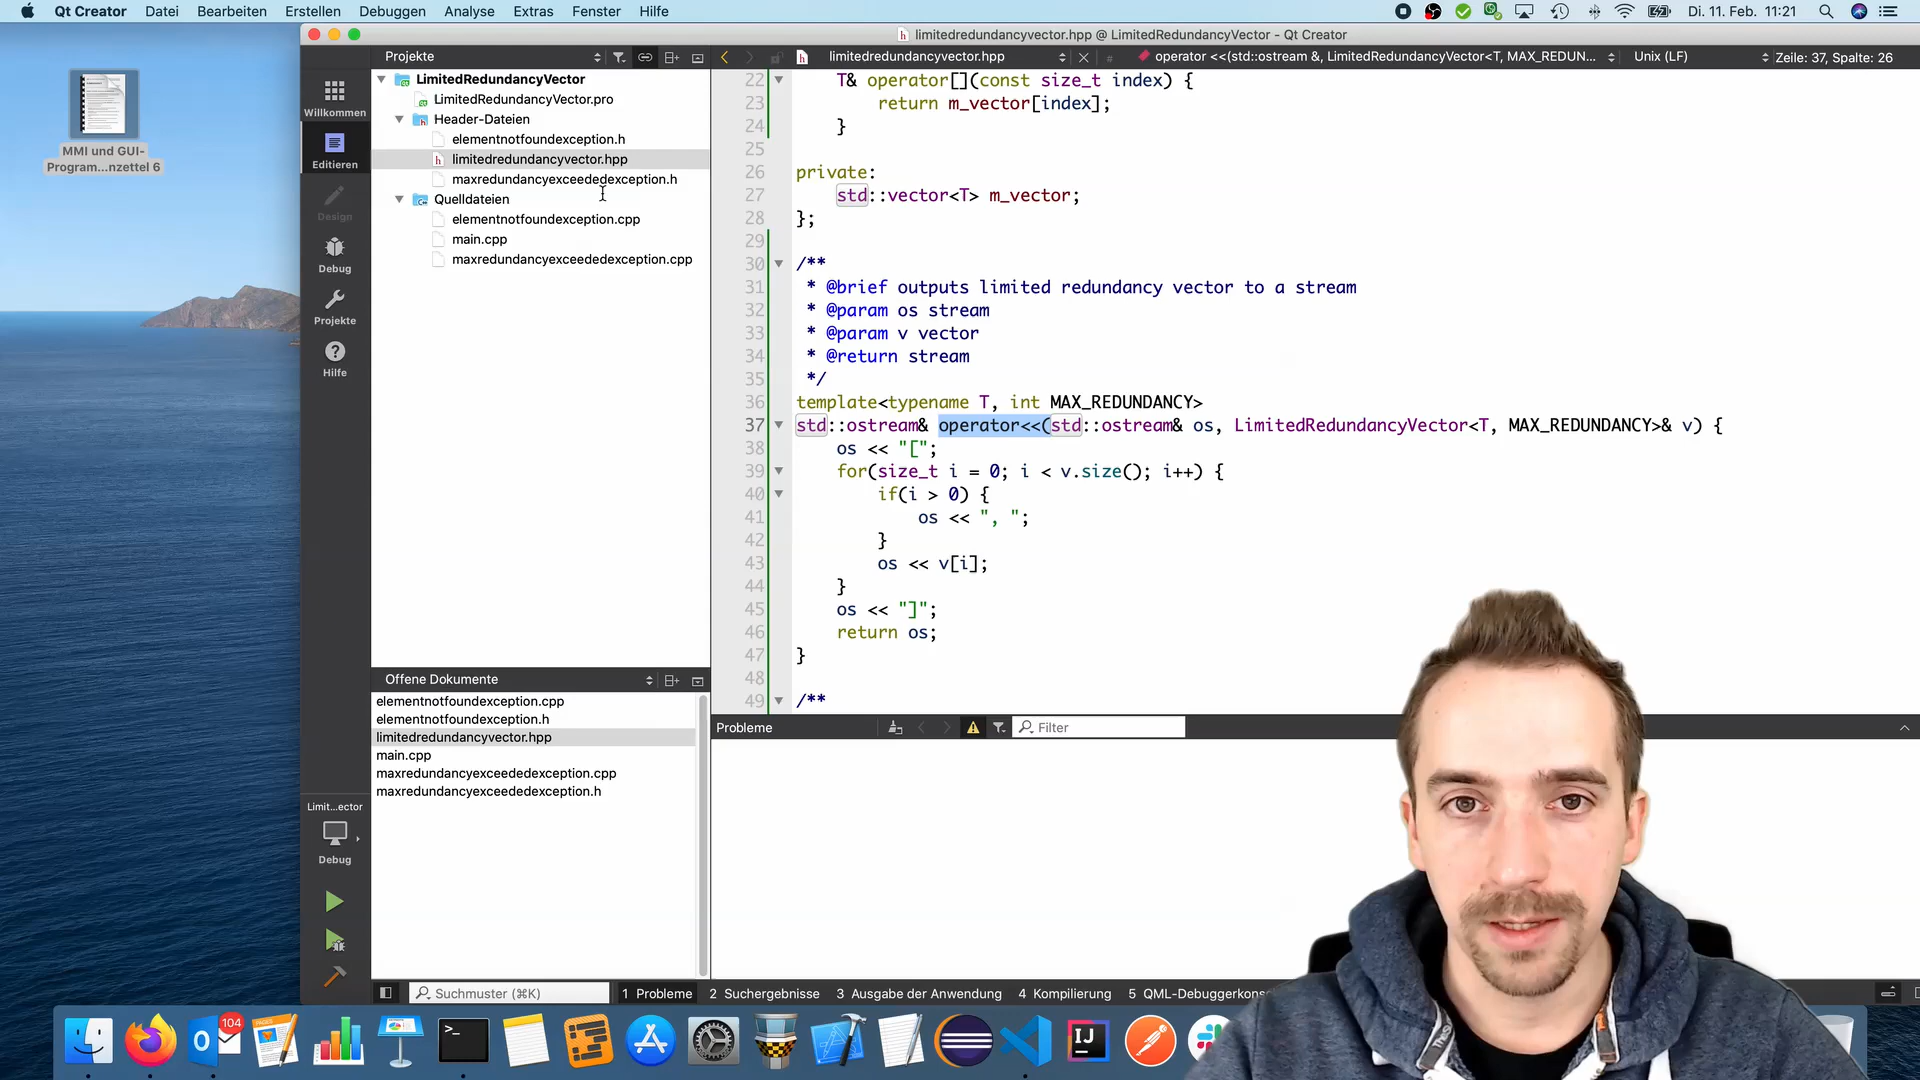 Qt Creator Datei Bearbeiten Erstellen Debuggen Analyse Extras Fenster Hilfe
Di. 11. Feb. 11:21
limitedredundancyvector.hpp @ LimitedRedundancyVector - Qt Creator
MMI und GUI-
Program...nzettel 6
Projekte
limitedredundancyvector.hpp
operator <<(std::ostream &, LimitedRedundancyVector<T, MAX_REDUN...
Unix (LF)
Zeile: 37, Spalte: 26
Willkommen
Editieren
Design
Debug
Projekte
Hilfe
LimitedRedundancyVector
LimitedRedundancyVector.pro
Header-Dateien
elementnotfoundexception.h
limitedredundancyvector.hpp
maxredundancyexceededexception.h
Quelldateien
elementnotfoundexception.cpp
main.cpp
maxredundancyexceededexception.cpp
22 T& operator[](const size_t index) {
23 return m_vector[index];
24 }
25
26 private:
27 std::vector<T> m_vector;
28 };
29
30 /**
31 * @brief outputs limited redundancy vector to a stream
32 * @param os stream
33 * @param v vector
34 * @return stream
35 */
36 template<typename T, int MAX_REDUNDANCY>
37 std::ostream& operator<<(std::ostream& os, LimitedRedundancyVector<T, MAX_REDUNDANCY>& v) {
38 os << "[";
39 for(size_t i = 0; i < v.size(); i++) {
40 if(i > 0) {
41 os << ", ";
42 }
43 os << v[i];
44 }
45 os << "]";
46 return os;
47 }
48
49 /**
Offene Dokumente
elementnotfoundexception.cpp
elementnotfoundexception.h
limitedredundancyvector.hpp
main.cpp
maxredundancyexceededexception.cpp
maxredundancyexceededexception.h
Probleme
Filter
Limit...ector
Debug
Suchmuster (⌘K)
1 Probleme 2 Suchergebnisse 3 Ausgabe der Anwendung 4 Kompilierung 5 QML-Debuggerkons
104
PAGES
>_
IJ